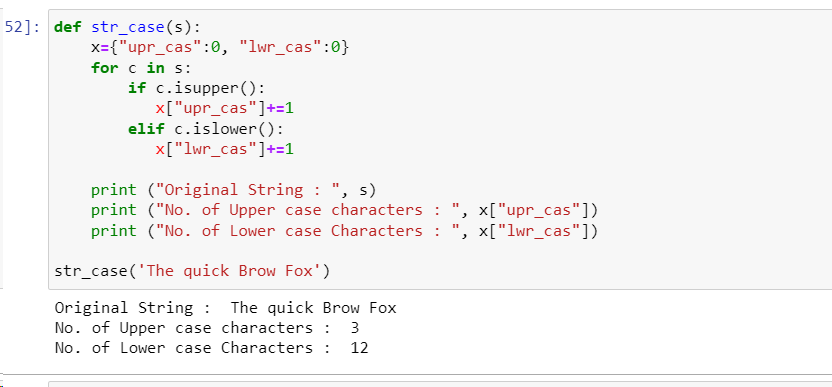 52]: def str_case(s):
x={"upr_cas":0, "lwr_cas":0}
for c in s:
if c.isupper():
x["upr_cas"]+=1
elif c.islower():
x["lwr_cas"]+=1
print ("Original String : ", s)
print ("No. of Upper case characters : ", x["upr_cas"])
print ("No. of Lower case Characters : ", x["lwr_cas"])
str_case('The quick Brow Fox')
Original String :  The quick Brow Fox
No. of Upper case characters :  3
No. of Lower case Characters :  12